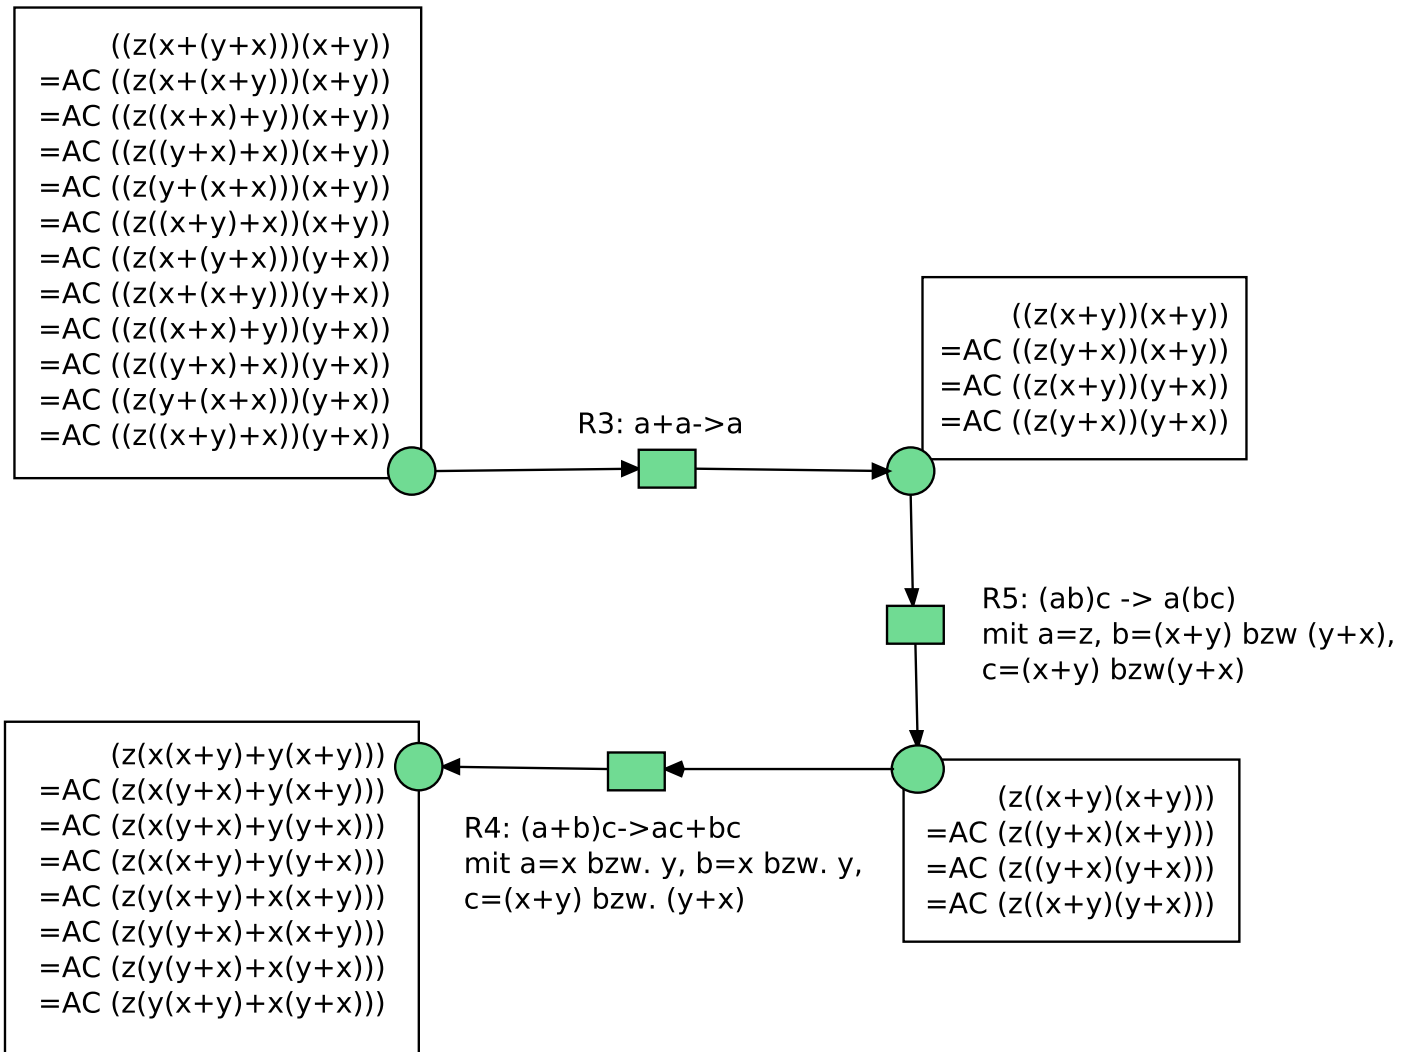 ((z(x+(y+x)))(x+y))
=AC ((z(x+(x+y)))(x+y))
=AC ((z((x+x)+y))(x+y))
=AC ((z((y+x)+x))(x+y))
=AC ((z(y+(x+x)))(x+y))
=AC ((z((x+y)+x))(x+y))
=AC ((z(x+(y+x)))(y+x))
=AC ((z(x+(x+y)))(y+x))
=AC ((z((x+x)+y))(y+x))
=AC ((z((y+x)+x))(y+x))
=AC ((z(y+(x+x)))(y+x))
=AC ((z((x+y)+x))(y+x))
R3: a+a->a
((z(x+y))(x+y))
=AC ((z(y+x))(x+y))
=AC ((z(x+y))(y+x))
=AC ((z(y+x))(y+x))
R5: (ab)c -> a(bc)
mit a=z, b=(x+y) bzw (y+x),
c=(x+y) bzw(y+x)
(z((x+y)(x+y)))
=AC (z((y+x)(x+y)))
=AC (z((y+x)(y+x)))
=AC (z((x+y)(y+x)))
R4: (a+b)c->ac+bc
mit a=x bzw. y, b=x bzw. y,
c=(x+y) bzw. (y+x)
(z(x(x+y)+y(x+y)))
=AC (z(x(y+x)+y(x+y)))
=AC (z(x(y+x)+y(y+x)))
=AC (z(x(x+y)+y(y+x)))
=AC (z(y(x+y)+x(x+y)))
=AC (z(y(y+x)+x(x+y)))
=AC (z(y(y+x)+x(y+x)))
=AC (z(y(x+y)+x(y+x)))